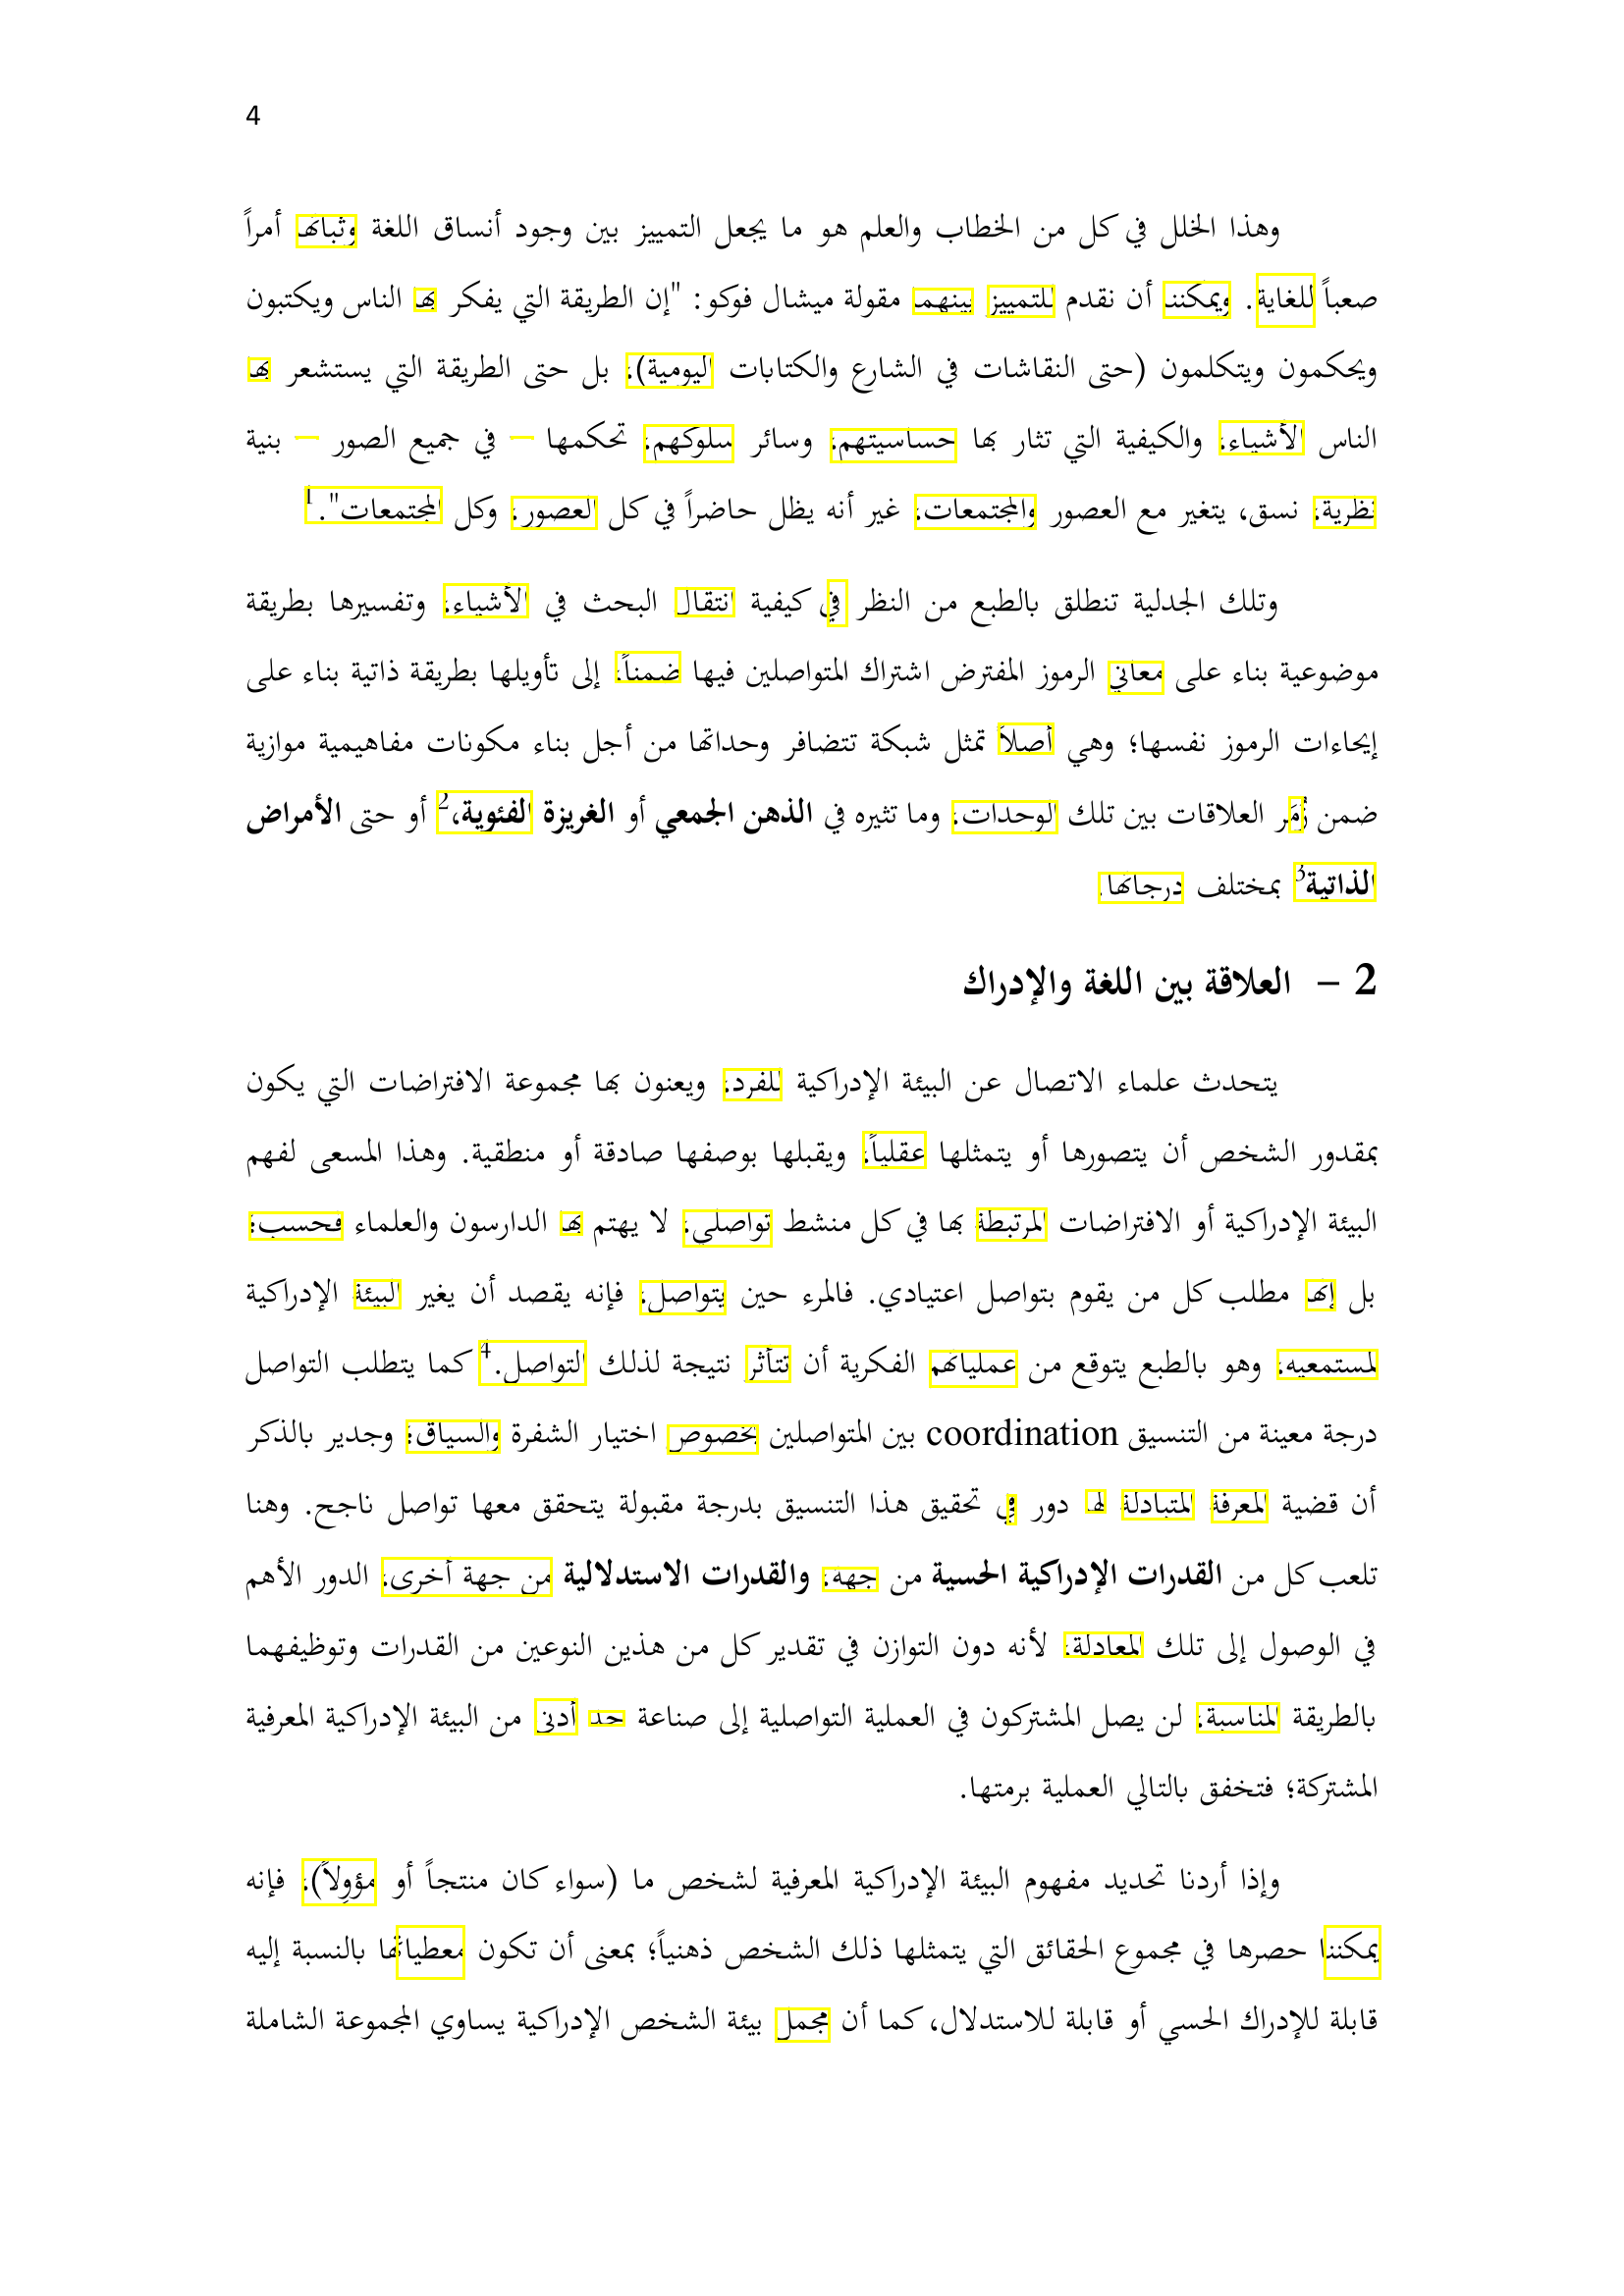 4
وهذا الخلل في كل من الخطاب والعلم هو ما يجعل التمييز بين وجود أنساق اللغة وثباتها أمراً
صعباً للغاية. ويمكننا أن نقدم للتمييز بينهما مقولة ميشال فوكو: "إن الطريقة التي يفكر بها الناس ويكتبون
ويحكمون ويتكلمون (حتى النقاشات في الشارع والكتابات اليومية)، بل حتى الطريقة التي يستشعر بها
الناس الأشياء، والكيفية التي تثار بها حساسيتهم، وسائر سلوكهم، تحكمها – في جميع الصور – بنية
نظرية، نسق، يتغير مع العصور والمجتمعات، غير أنه يظل حاضراً في كل العصور، وكل المجتمعات".1
وتلك الجدلية تنطلق بالطبع من النظر في كيفية انتقال البحث في الأشياء، وتفسيرها بطريقة
موضوعية بناء على معاني الرموز المفترض اشتراك المتواصلين فيها ضمناً، إلى تأويلها بطريقة ذاتية بناء على
إيحاءات الرموز نفسها؛ وهي أصلاً تمثل شبكة تتضافر وحداتها من أجل بناء مكونات مفاهيمية موازية
ضمن زُمَر العلاقات بين تلك الوحدات، وما تثيره في الذهن الجمعي أو الغريزة الفئوية،2 أو حتى الأمراض
الذاتية3 بمختلف درجاتها.
2 – العلاقة بين اللغة والإدراك
يتحدث علماء الاتصال عن البيئة الإدراكية للفرد، ويعنون بها مجموعة الافتراضات التي يكون
بمقدور الشخص أن يتصورها أو يتمثلها عقلياً، ويقبلها بوصفها صادقة أو منطقية. وهذا المسعى لفهم
البيئة الإدراكية أو الافتراضات المرتبطة بها في كل منشط تواصلي، لا يهتم بها الدارسون والعلماء فحسب؛
بل إنها مطلب كل من يقوم بتواصل اعتيادي. فالمرء حين يتواصل، فإنه يقصد أن يغير البيئة الإدراكية
لمستمعيه، وهو بالطبع يتوقع من عملياتهم الفكرية أن تتأثر نتيجة لذلك التواصل.4 كما يتطلب التواصل
درجة معينة من التنسيق coordination بين المتواصلين بخصوص اختيار الشفرة والسياق؛ وجدير بالذكر
أن قضية المعرفة المتبادلة لها دور في تحقيق هذا التنسيق بدرجة مقبولة يتحقق معها تواصل ناجح. وهنا
تلعب كل من القدرات الإدراكية الحسية من جهة، والقدرات الاستدلالية من جهة أخرى، الدور الأهم
في الوصول إلى تلك المعادلة، لأنه دون التوازن في تقدير كل من هذين النوعين من القدرات وتوظيفهما
بالطريقة المناسبة، لن يصل المشتركون في العملية التواصلية إلى صناعة حد أدنى من البيئة الإدراكية المعرفية
المشتركة؛ فتخفق بالتالي العملية برمتها.
وإذا أردنا تحديد مفهوم البيئة الإدراكية المعرفية لشخص ما (سواء كان منتجاً أو مؤوِلاً)، فإنه
يمكننا حصرها في مجموع الحقائق التي يتمثلها ذلك الشخص ذهنياً؛ بمعنى أن تكون معطياتها بالنسبة إليه
قابلة للإدراك الحسي أو قابلة للاستدلال، كما أن مجمل بيئة الشخص الإدراكية يساوي المجموعة الشاملة